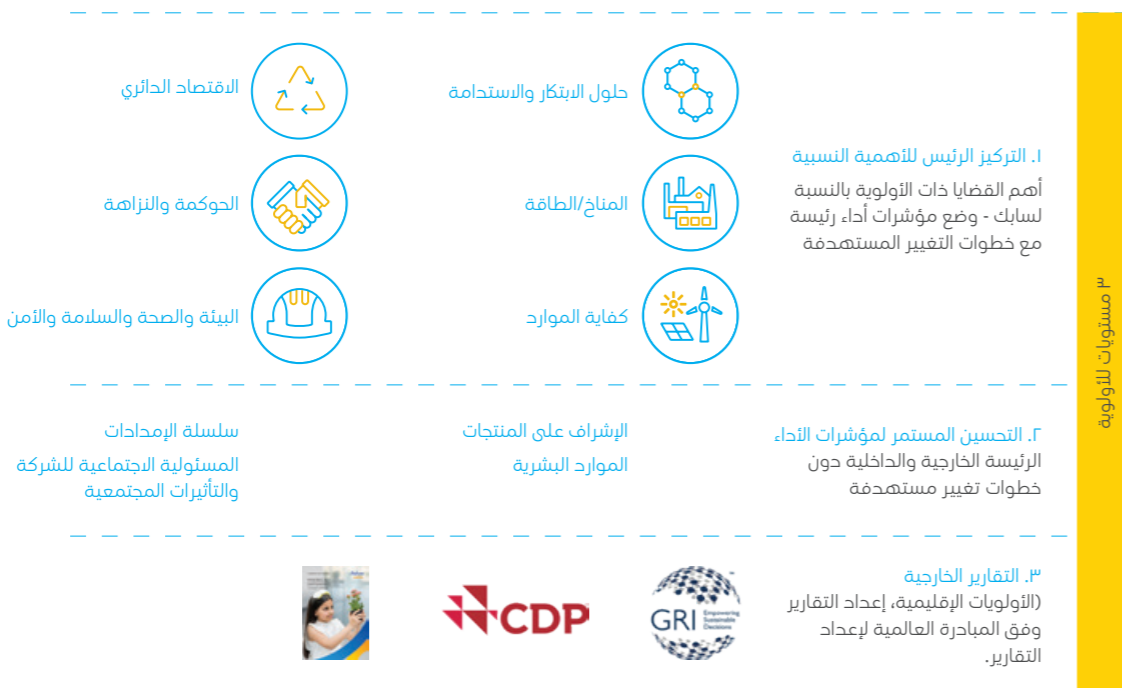 ٣ مستويات للأولوية
١. التركيز الرئيس للأهمية النسبية
أهم القضايا ذات الأولوية بالنسبة
لسابك - وضع مؤشرات أداء رئيسة
مع خطوات التغيير المستهدفة
حلول الابتكار والاستدامة
الاقتصاد الدائري
المناخ/الطاقة
الحوكمة والنزاهة
كفاية الموارد
البيئة والصحة والسلامة والأمن
٢. التحسين المستمر لمؤشرات الأداء
الرئيسة الخارجية والداخلية دون
خطوات تغيير مستهدفة
الإشراف على المنتجات
الموارد البشرية
سلسلة الإمدادات
المسئولية الاجتماعية للشركة
والتأثيرات المجتمعية
٣. التقارير الخارجية
(الأولويات الإقليمية، إعداد التقارير
وفق المبادرة العالمية لإعداد
التقارير.
GRI
Empowering
Sustainable
Decisions
CDP